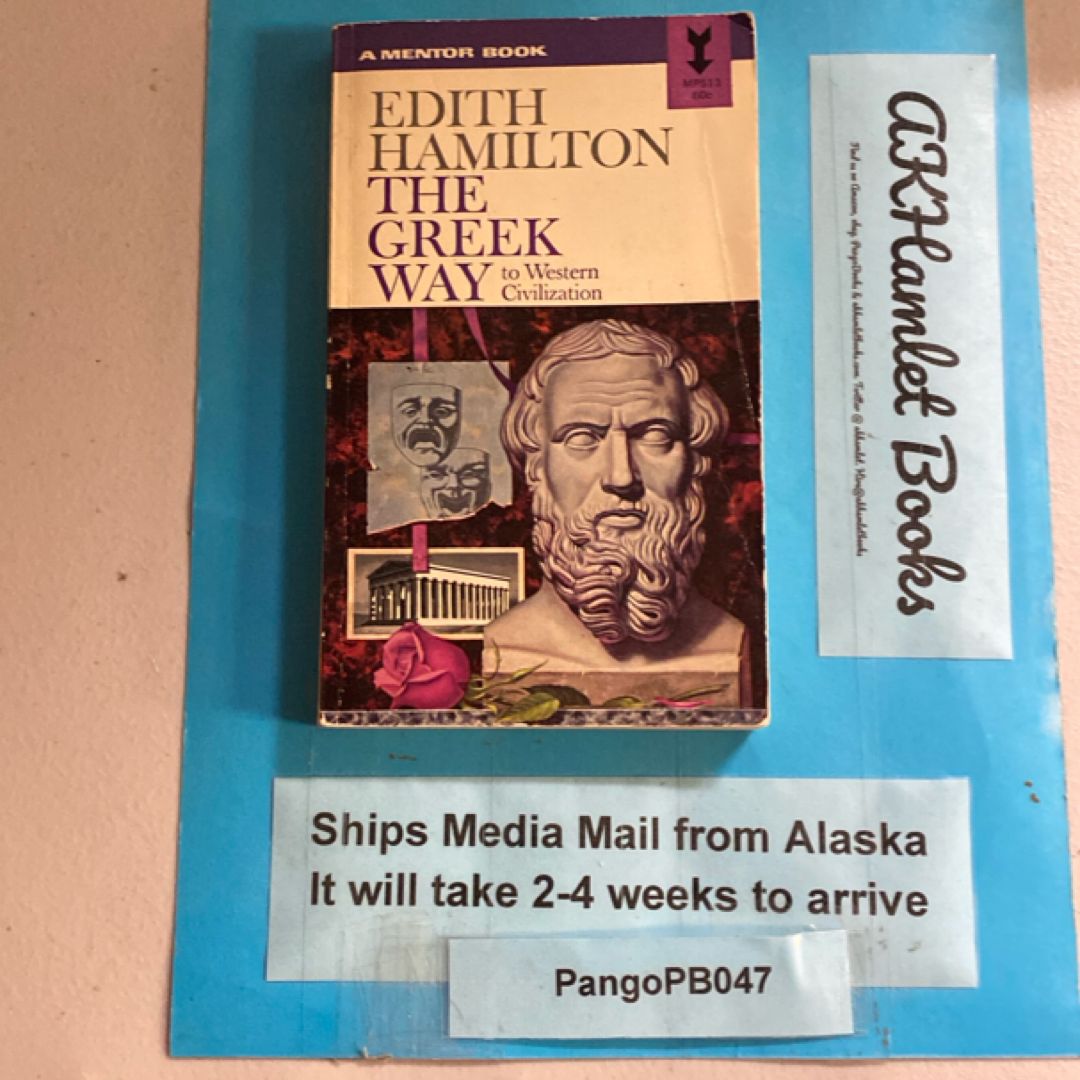 A MENTOR BOOK
MP513
60c
EDITH
HAMILTON
THE
GREEK
WAY to Western
Civilization
AKHamlet Books
Ships Media Mail from Alaska
It will take 2-4 weeks to arrive
PangoPB047